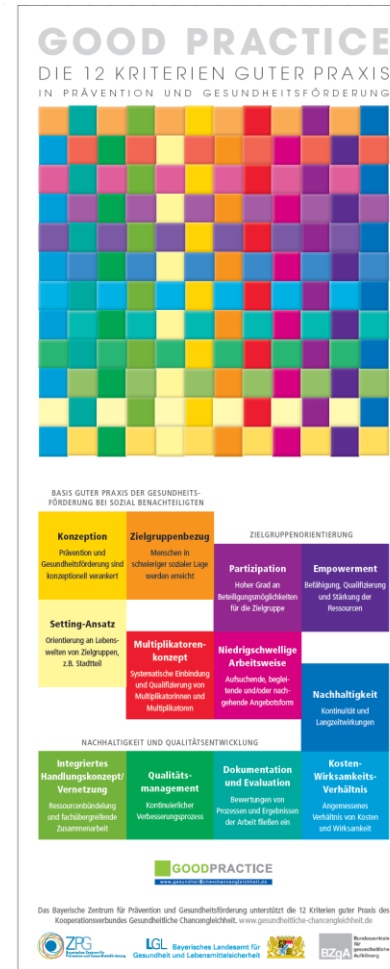 GOOD PRACTICE
DIE 12 KRITERIEN GUTER PRAXIS
IN PRÄVENTION UND GESUNDHEITSFÖRDERUNG
BASIS GUTER PRAXIS DER GESUNDHEITS-
FÖRDERUNG BEI SOZIAL BENACHTEILIGTEN
Konzeption
Prävention und
Gesundheitsförderung sind
konzeptionell verankert
Zielgruppenbezug
Menschen in
schwieriger sozialer Lage
werden erreicht
ZIELGRUPPENORIENTIERUNG
Partizipation
Hoher Grad an
Beteiligungsmöglichkeiten
für die Zielgruppe
Empowerment
Befähigung, Qualifizierung
und Stärkung der
Ressourcen
Setting-Ansatz
Orientierung an Lebens-
welten von Zielgruppen,
z.B. Stadtteil
Multiplikatoren-
konzept
Systematische Einbindung
und Qualifizierung von
Multiplikatorinnen und
Multiplikatoren
Niedrigschwellige
Arbeitsweise
Aufsuchende, beglei-
tende und/oder nach-
gehende Angebotsform
Nachhaltigkeit
Kontinuität und
Langzeitwirkungen
NACHHALTIGKEIT UND QUALITÄTSENTWICKLUNG
Integriertes
Handlungskonzept/
Vernetzung
Ressourcenbündelung
und fachübergreifende
Zusammenarbeit
Qualitäts-
management
Kontinuierlicher
Verbesserungsprozess
Dokumentation
und Evaluation
Bewertungen von
Prozessen und Ergebnissen
der Arbeit fließen ein
Kosten-
Wirksamkeits-
Verhältnis
Angemessenes
Verhältnis von Kosten
und Wirksamkeit
GOODPRACTICE
www.gesundheitlichechancengleichheit.de
Das Bayerische Zentrum für Prävention und Gesundheitsförderung unterstützt die 12 Kriterien guter Praxis des
Kooperationsverbundes Gesundheitliche Chancengleichheit. www.gesundheitliche-chancengleichheit.de
ZPG
LGL Bayerisches Landesamt für
Gesundheit und Lebensmittelsicherheit
BZgA
Bundeszentrale
für
gesundheitliche
Aufklärung